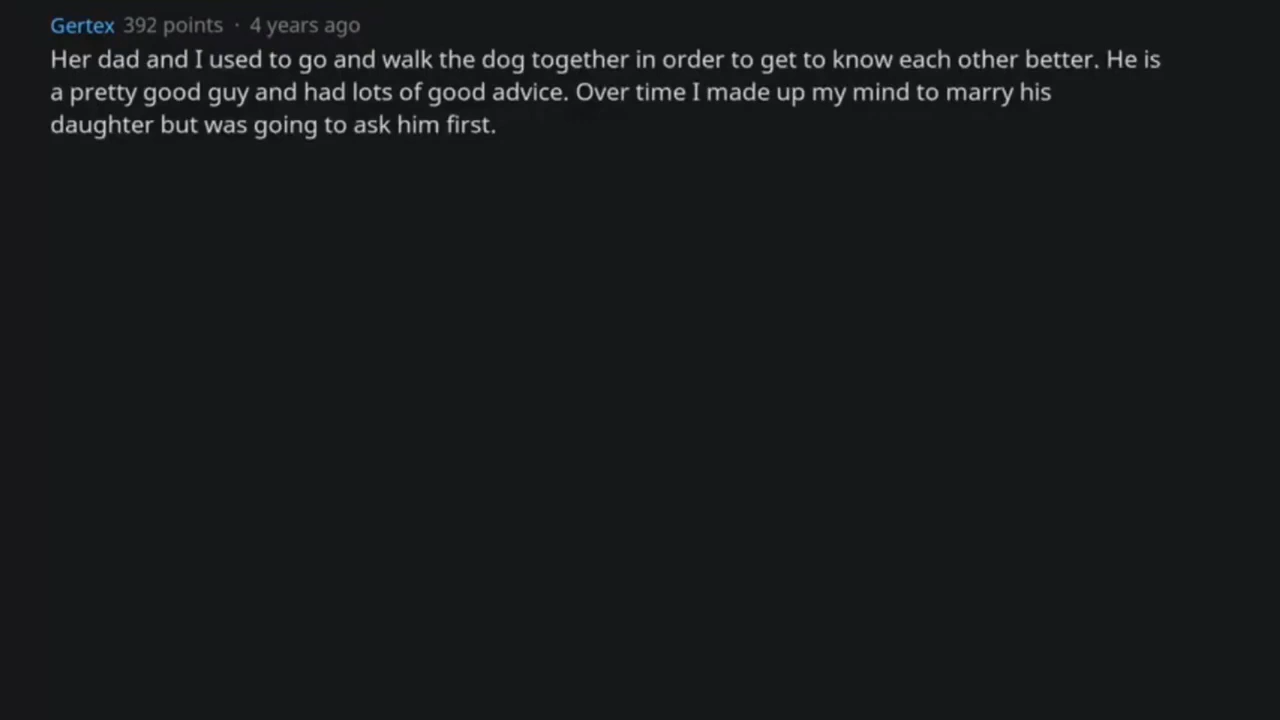 Gertex 392 points · 4 years ago
Her dad and I used to go and walk the dog together in order to get to know each other better. He is
a pretty good guy and had lots of good advice. Over time I made up my mind to marry his
daughter but was going to ask him first.